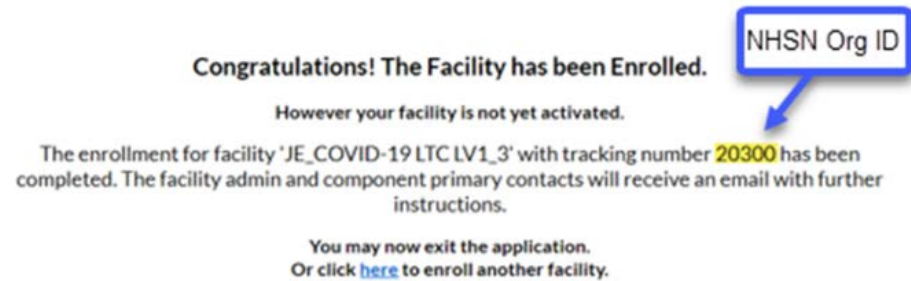 NHSN Org ID
Congratulations! The Facility has been Enrolled.
However your facility is not yet activated.
The enrollment for facility 'JE_COVID-19 LTC LV1_3' with tracking number 20300 has been
completed. The facility admin and component primary contacts will receive an email with further
instructions.
You may now exit the application.
Or click here to enroll another facility.